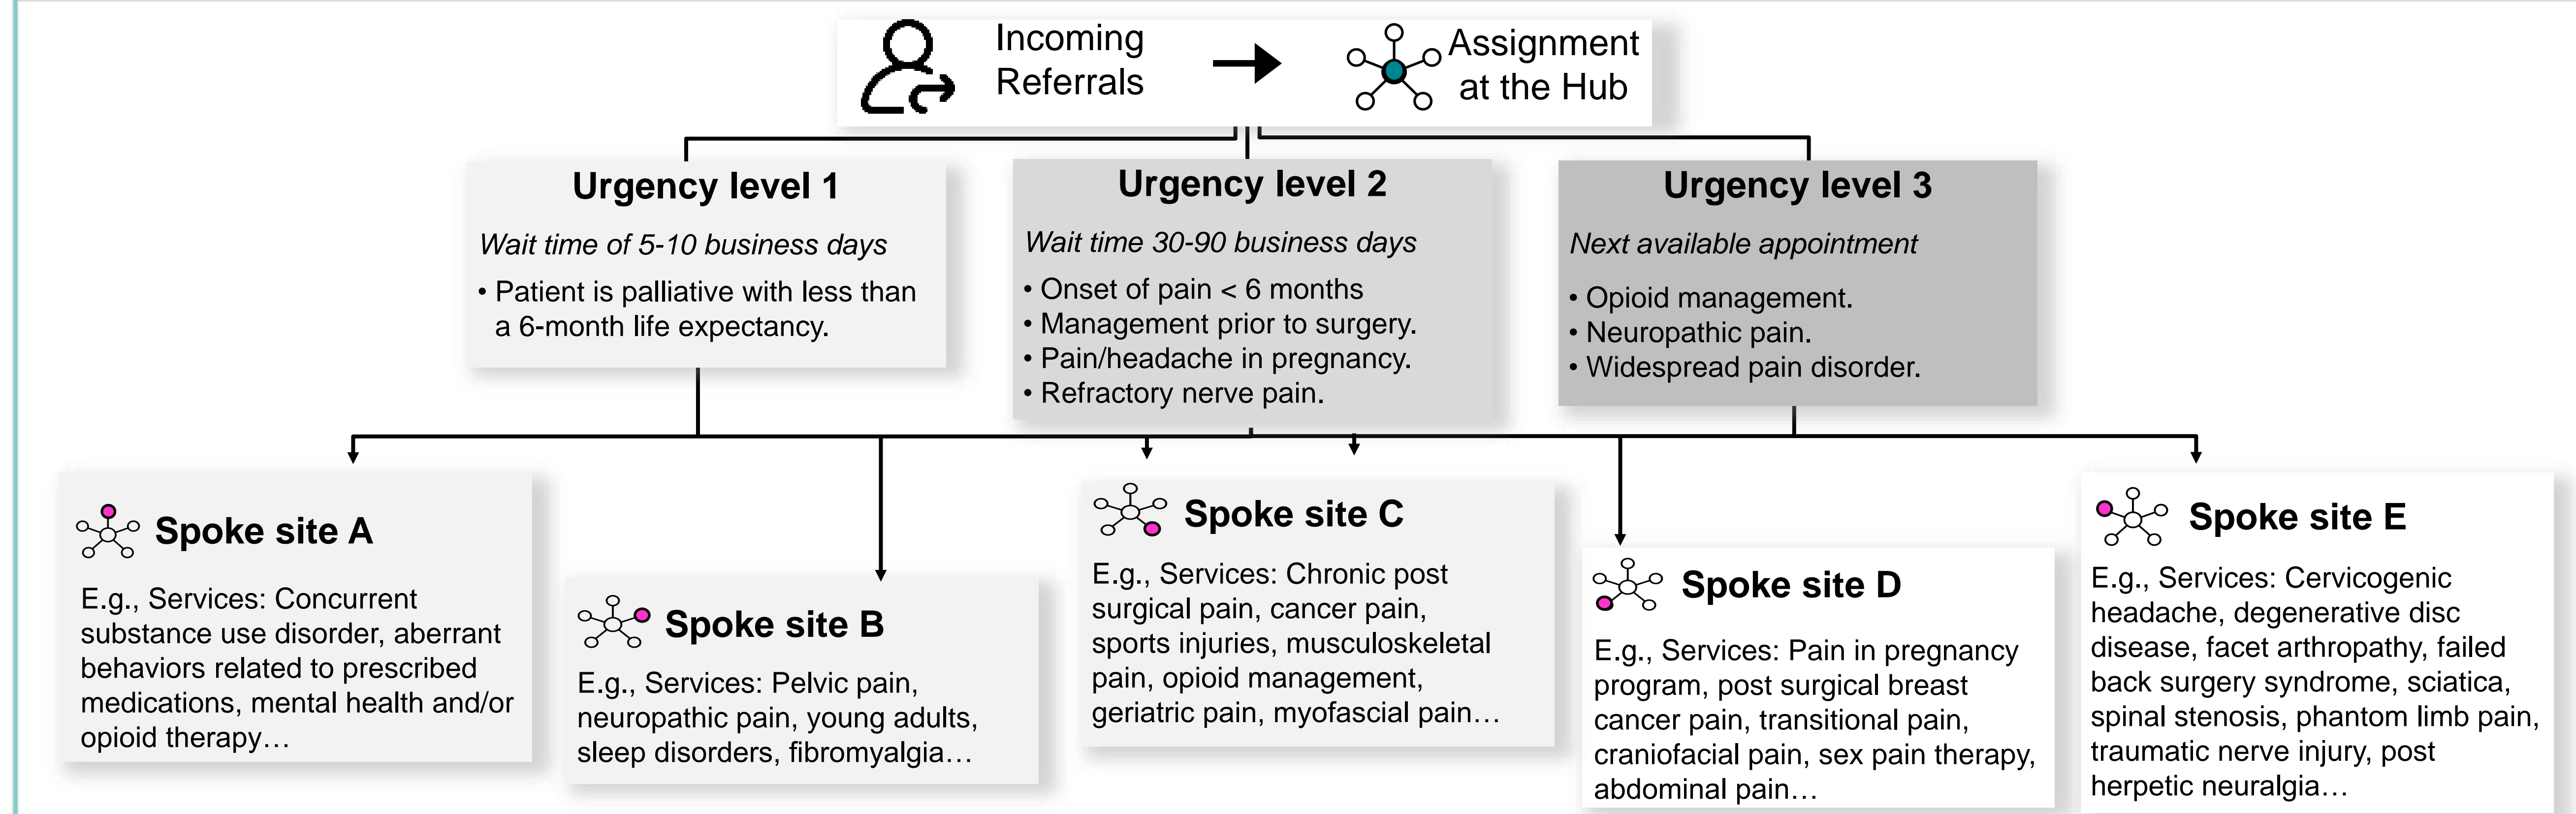 Incoming
Referrals
Assignment
at the Hub
Urgency level 1
Wait time of 5-10 business days
• Patient is palliative with less than
a 6-month life expectancy.
Urgency level 2
Wait time 30-90 business days
• Onset of pain < 6 months
• Management prior to surgery.
• Pain/headache in pregnancy.
• Refractory nerve pain.
Urgency level 3
Next available appointment
• Opioid management.
• Neuropathic pain.
• Widespread pain disorder.
Spoke site A
E.g., Services: Concurrent
substance use disorder, aberrant
behaviors related to prescribed
medications, mental health and/or
opioid therapy…
Spoke site B
E.g., Services: Pelvic pain,
neuropathic pain, young adults,
sleep disorders, fibromyalgia…
Spoke site C
E.g., Services: Chronic post
surgical pain, cancer pain,
sports injuries, musculoskeletal
pain, opioid management,
geriatric pain, myofascial pain…
Spoke site D
E.g., Services: Pain in pregnancy
program, post surgical breast
cancer pain, transitional pain,
craniofacial pain, sex pain therapy,
abdominal pain…
Spoke site E
E.g., Services: Cervicogenic
headache, degenerative disc
disease, facet arthropathy, failed
back surgery syndrome, sciatica,
spinal stenosis, phantom limb pain,
traumatic nerve injury, post
herpetic neuralgia…